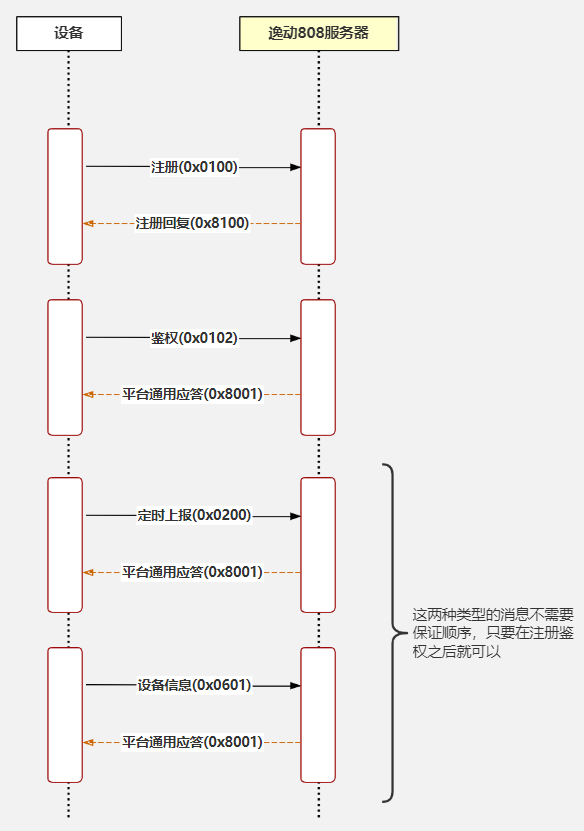 设备
逸动808服务器
注册(0x0100)
注册回复(0x8100)
鉴权(0x0102)
平台通用应答(0x8001)
定时上报(0x0200)
平台通用应答(0x8001)
这两种类型的消息不需要
保证顺序，只要在注册鉴
权之后就可以
设备信息(0x0601)
平台通用应答(0x8001)